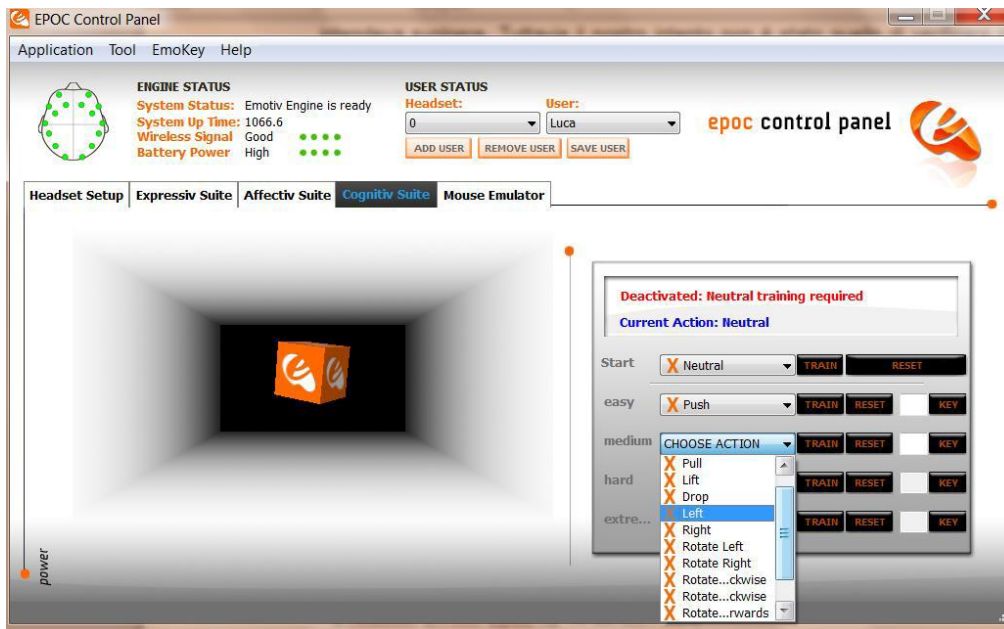 EPOC Control Panel
Application Tool EmoKey Help
ENGINE STATUS
System Status: Emotiv Engine is ready
System Up Time: 1066.6
Wireless Signal Good
Battery Power High
USER STATUS
Headset: User:
0 Luca
ADD USER REMOVE USER SAVE USER
epoc control panel
Headset Setup Expressiv Suite Affectiv Suite Cognitiv Suite Mouse Emulator
Deactivated: Neutral training required
Current Action: Neutral
Start X Neutral TRAIN RESET
easy X Push TRAIN RESET KEY
medium CHOOSE ACTION TRAIN RESET KEY
X Pull
X Lift
hard TRAIN RESET KEY
X Drop
X Left
extre... TRAIN RESET KEY
X Right
X Rotate Left
X Rotate Right
X Rotate...ckwise
X Rotate...ckwise
X Rotate...rwards
power